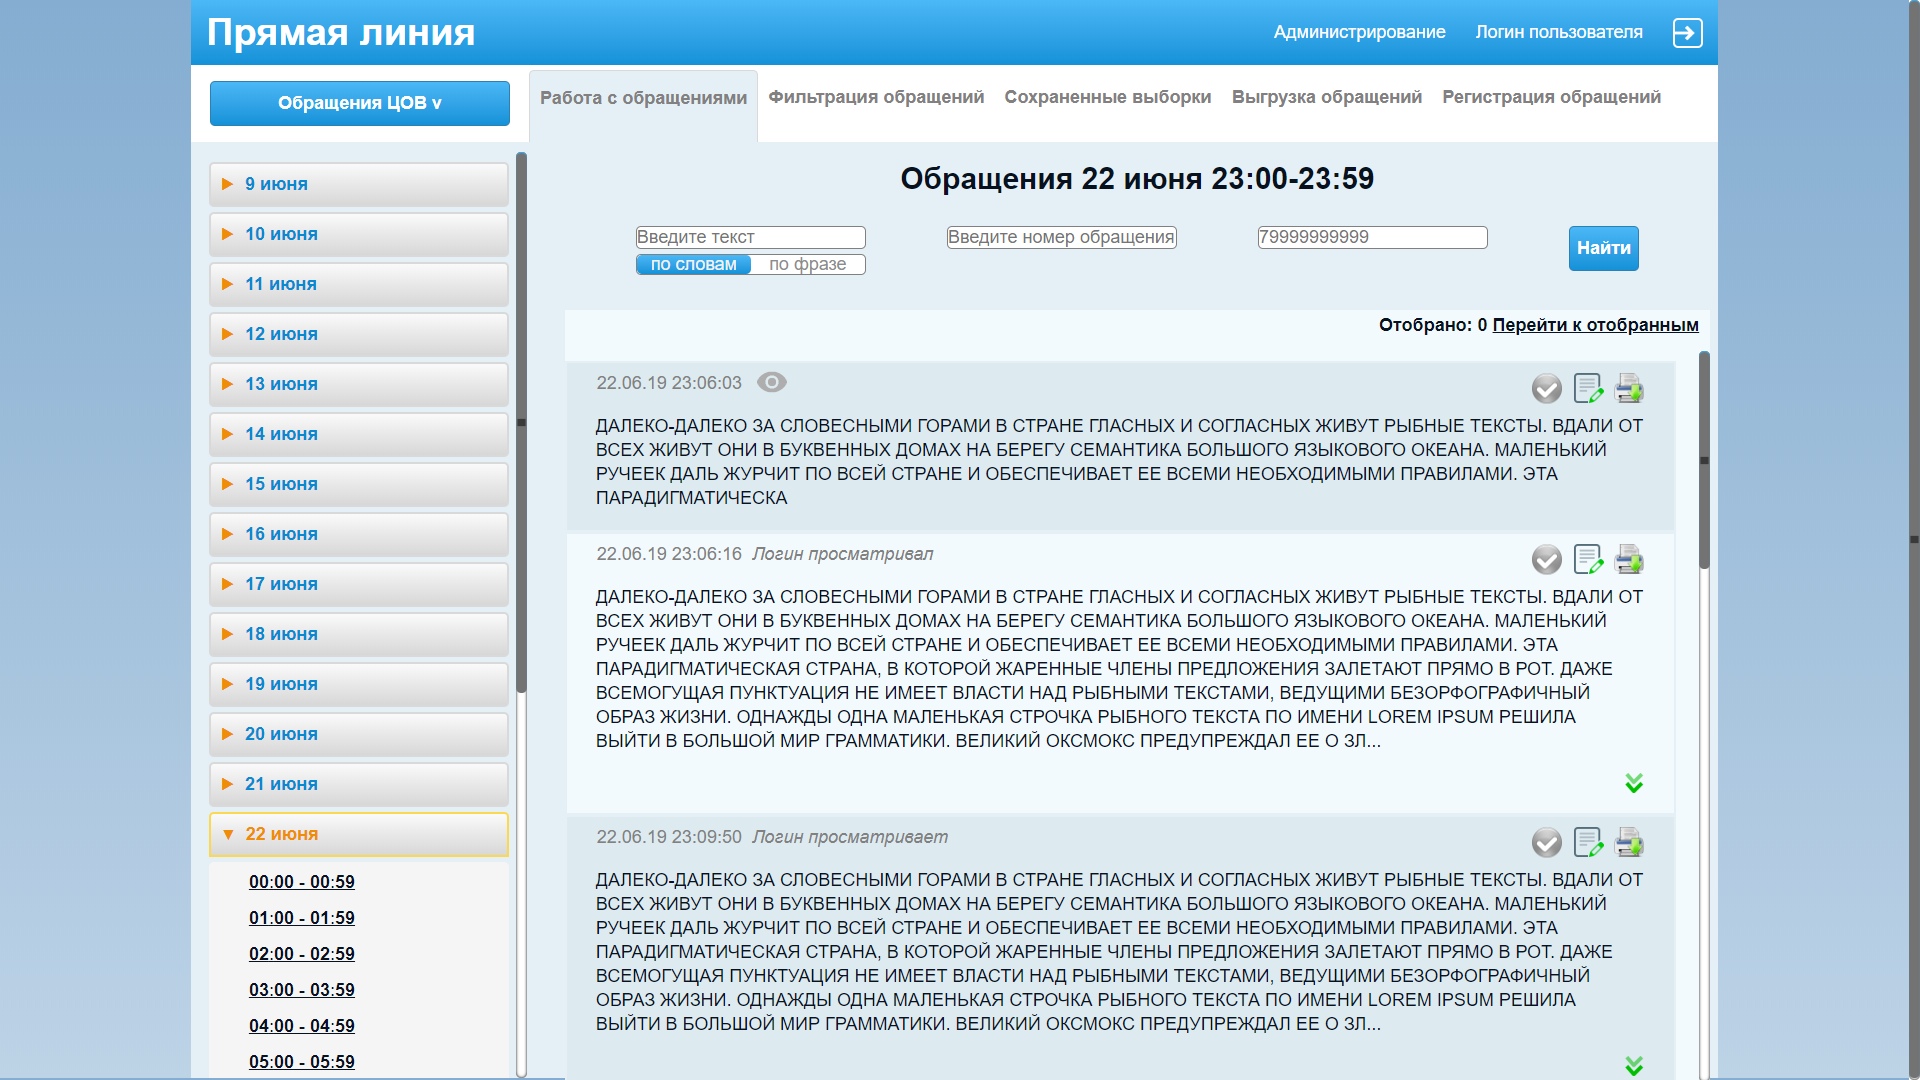 Прямая линия
Администрирование
Логин пользователя
Обращения ЦОВ v
Работа с обращениями
Фильтрация обращений
Сохраненные выборки
Выгрузка обращений
Регистрация обращений
9 июня
10 июня
11 июня
12 июня
13 июня
14 июня
15 июня
16 июня
17 июня
18 июня
19 июня
20 июня
21 июня
22 июня
00:00 - 00:59
01:00 - 01:59
02:00 - 02:59
03:00 - 03:59
04:00 - 04:59
05:00 - 05:59
Обращения 22 июня 23:00-23:59
Введите текст
Введите номер обращения
79999999999
Найти
по словам
по фразе
Отобрано: 0 Перейти к отобранным
22.06.19 23:06:03
ДАЛЕКО-ДАЛЕКО ЗА СЛОВЕСНЫМИ ГОРАМИ В СТРАНЕ ГЛАСНЫХ И СОГЛАСНЫХ ЖИВУТ РЫБНЫЕ ТЕКСТЫ. ВДАЛИ ОТ
ВСЕХ ЖИВУТ ОНИ В БУКВЕННЫХ ДОМАХ НА БЕРЕГУ СЕМАНТИКА БОЛЬШОГО ЯЗЫКОВОГО ОКЕАНА. МАЛЕНЬКИЙ
РУЧЕЕК ДАЛЬ ЖУРЧИТ ПО ВСЕЙ СТРАНЕ И ОБЕСПЕЧИВАЕТ ЕЕ ВСЕМИ НЕОБХОДИМЫМИ ПРАВИЛАМИ. ЭТА
ПАРАДИГМАТИЧЕСКА
22.06.19 23:06:16 Логин просматривал
ДАЛЕКО-ДАЛЕКО ЗА СЛОВЕСНЫМИ ГОРАМИ В СТРАНЕ ГЛАСНЫХ И СОГЛАСНЫХ ЖИВУТ РЫБНЫЕ ТЕКСТЫ. ВДАЛИ ОТ
ВСЕХ ЖИВУТ ОНИ В БУКВЕННЫХ ДОМАХ НА БЕРЕГУ СЕМАНТИКА БОЛЬШОГО ЯЗЫКОВОГО ОКЕАНА. МАЛЕНЬКИЙ
РУЧЕЕК ДАЛЬ ЖУРЧИТ ПО ВСЕЙ СТРАНЕ И ОБЕСПЕЧИВАЕТ ЕЕ ВСЕМИ НЕОБХОДИМЫМИ ПРАВИЛАМИ. ЭТА
ПАРАДИГМАТИЧЕСКАЯ СТРАНА, В КОТОРОЙ ЖАРЕННЫЕ ЧЛЕНЫ ПРЕДЛОЖЕНИЯ ЗАЛЕТАЮТ ПРЯМО В РОТ. ДАЖЕ
ВСЕМОГУЩАЯ ПУНКТУАЦИЯ НЕ ИМЕЕТ ВЛАСТИ НАД РЫБНЫМИ ТЕКСТАМИ, ВЕДУЩИМИ БЕЗОРФОГРАФИЧНЫЙ
ОБРАЗ ЖИЗНИ. ОДНАЖДЫ ОДНА МАЛЕНЬКАЯ СТРОЧКА РЫБНОГО ТЕКСТА ПО ИМЕНИ LOREM IPSUM РЕШИЛА
ВЫЙТИ В БОЛЬШОЙ МИР ГРАММАТИКИ. ВЕЛИКИЙ ОКСМОКС ПРЕДУПРЕЖДАЛ ЕЕ О ЗЛ...
22.06.19 23:09:50 Логин просматривает
ДАЛЕКО-ДАЛЕКО ЗА СЛОВЕСНЫМИ ГОРАМИ В СТРАНЕ ГЛАСНЫХ И СОГЛАСНЫХ ЖИВУТ РЫБНЫЕ ТЕКСТЫ. ВДАЛИ ОТ
ВСЕХ ЖИВУТ ОНИ В БУКВЕННЫХ ДОМАХ НА БЕРЕГУ СЕМАНТИКА БОЛЬШОГО ЯЗЫКОВОГО ОКЕАНА. МАЛЕНЬКИЙ
РУЧЕЕК ДАЛЬ ЖУРЧИТ ПО ВСЕЙ СТРАНЕ И ОБЕСПЕЧИВАЕТ ЕЕ ВСЕМИ НЕОБХОДИМЫМИ ПРАВИЛАМИ. ЭТА
ПАРАДИГМАТИЧЕСКАЯ СТРАНА, В КОТОРОЙ ЖАРЕННЫЕ ЧЛЕНЫ ПРЕДЛОЖЕНИЯ ЗАЛЕТАЮТ ПРЯМО В РОТ. ДАЖЕ
ВСЕМОГУЩАЯ ПУНКТУАЦИЯ НЕ ИМЕЕТ ВЛАСТИ НАД РЫБНЫМИ ТЕКСТАМИ, ВЕДУЩИМИ БЕЗОРФОГРАФИЧНЫЙ
ОБРАЗ ЖИЗНИ. ОДНАЖДЫ ОДНА МАЛЕНЬКАЯ СТРОЧКА РЫБНОГО ТЕКСТА ПО ИМЕНИ LOREM IPSUM РЕШИЛА
ВЫЙТИ В БОЛЬШОЙ МИР ГРАММАТИКИ. ВЕЛИКИЙ ОКСМОКС ПРЕДУПРЕЖДАЛ ЕЕ О ЗЛ...